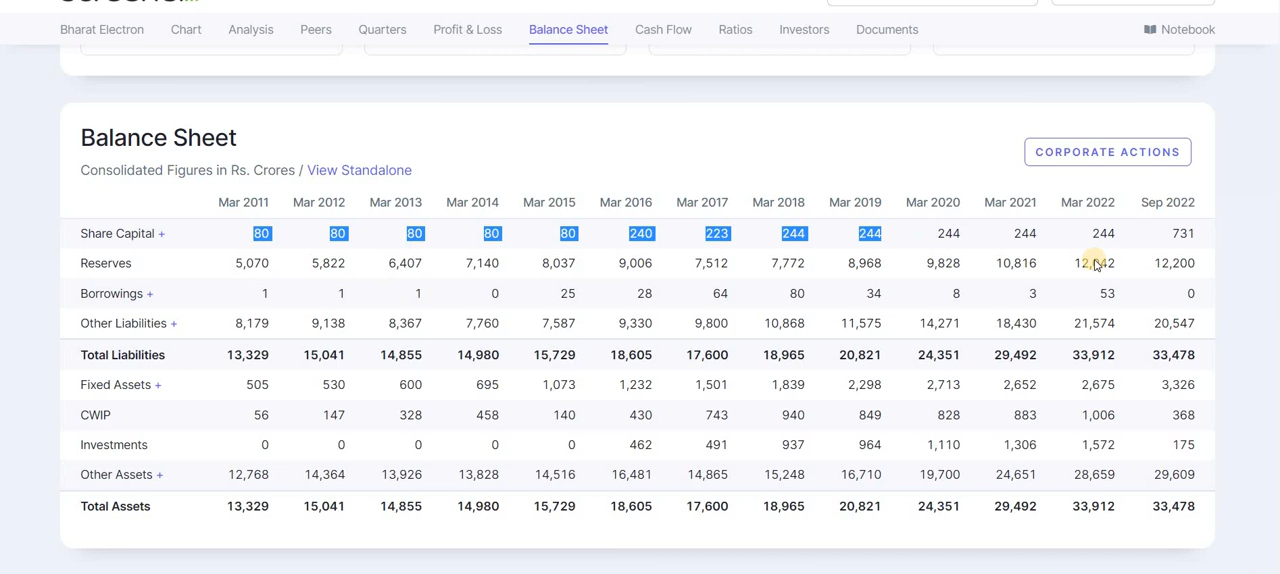 Bharat Electron Chart Analysis Peers Quarters Profit & Loss Balance Sheet Cash Flow Ratios Investors Documents Notebook
Balance Sheet
CORPORATE ACTIONS
Consolidated Figures in Rs. Crores / View Standalone
Mar 2011 Mar 2012 Mar 2013 Mar 2014 Mar 2015 Mar 2016 Mar 2017 Mar 2018 Mar 2019 Mar 2020 Mar 2021 Mar 2022 Sep 2022
Share Capital + 80 80 80 80 80 240 223 244 244 244 244 244 731
Reserves 5,070 5,822 6,407 7,140 8,037 9,006 7,512 7,772 8,968 9,828 10,816 12,200
Borrowings + 1 1 1 0 25 28 64 80 34 8 3 53 0
Other Liabilities + 8,179 9,138 8,367 7,760 7,587 9,330 9,800 10,868 11,575 14,271 18,430 21,574 20,547
Total Liabilities 13,329 15,041 14,855 14,980 15,729 18,605 17,600 18,965 20,821 24,351 29,492 33,912 33,478
Fixed Assets + 505 530 600 695 1,073 1,232 1,501 1,839 2,298 2,713 2,652 2,675 3,326
CWIP 56 147 328 458 140 430 743 940 849 828 883 1,006 368
Investments 0 0 0 0 0 462 491 937 964 1,110 1,306 1,572 175
Other Assets + 12,768 14,364 13,926 13,828 14,516 16,481 14,865 15,248 16,710 19,700 24,651 28,659 29,609
Total Assets 13,329 15,041 14,855 14,980 15,729 18,605 17,600 18,965 20,821 24,351 29,492 33,912 33,478